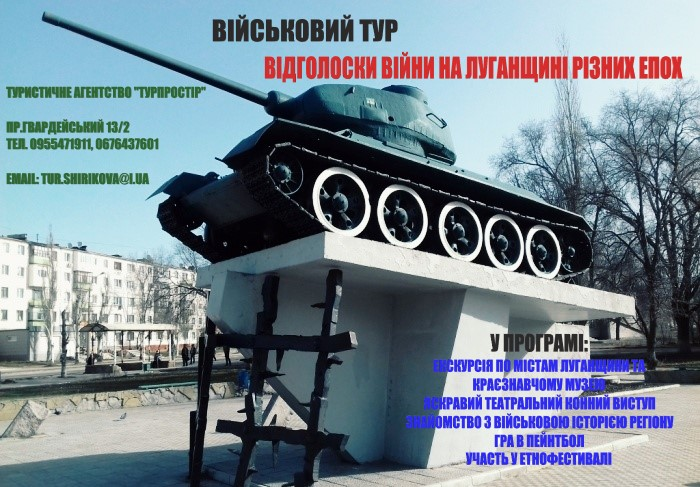 ВІЙСЬКОВИЙ ТУР
ВІДГОЛОСКИ ВІЙНИ НА ЛУГАНЩИНІ РІЗНИХ ЕПОХ
ТУРИСТИЧНЕ АГЕНТСТВО "ТУРПРОСТІР"
ПР.ГВАРДЕЙСЬКИЙ 13/2
ТЕЛ. 0955471911, 0676437601
EMAIL: TUR.SHIRIKOVA@I.UA
У ПРОГРАМІ:
ЕКСКУРСІЯ ПО МІСТАМ ЛУГАНЩИНИ ТА
КРАЄЗНАВЧОМУ МУЗЕЮ
ЯСКРАВИЙ ТЕАТРАЛЬНИЙ КОННИЙ ВИСТУП
ЗНАЙОМСТВО З ВІЙСЬКОВОЮ ІСТОРІЄЮ РЕГІОНУ
ГРА В ПЕЙНТБОЛ
УЧАСТЬ У ЕТНОФЕСТИВАЛІ